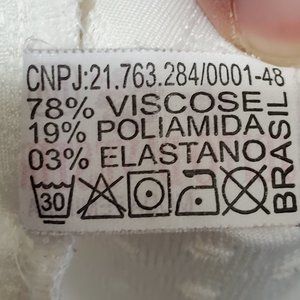 CNPJ:21.763.284/0001-48
78% VISCOSE
19% POLIAMIDA
03% ELASTANO
BRASIL
30